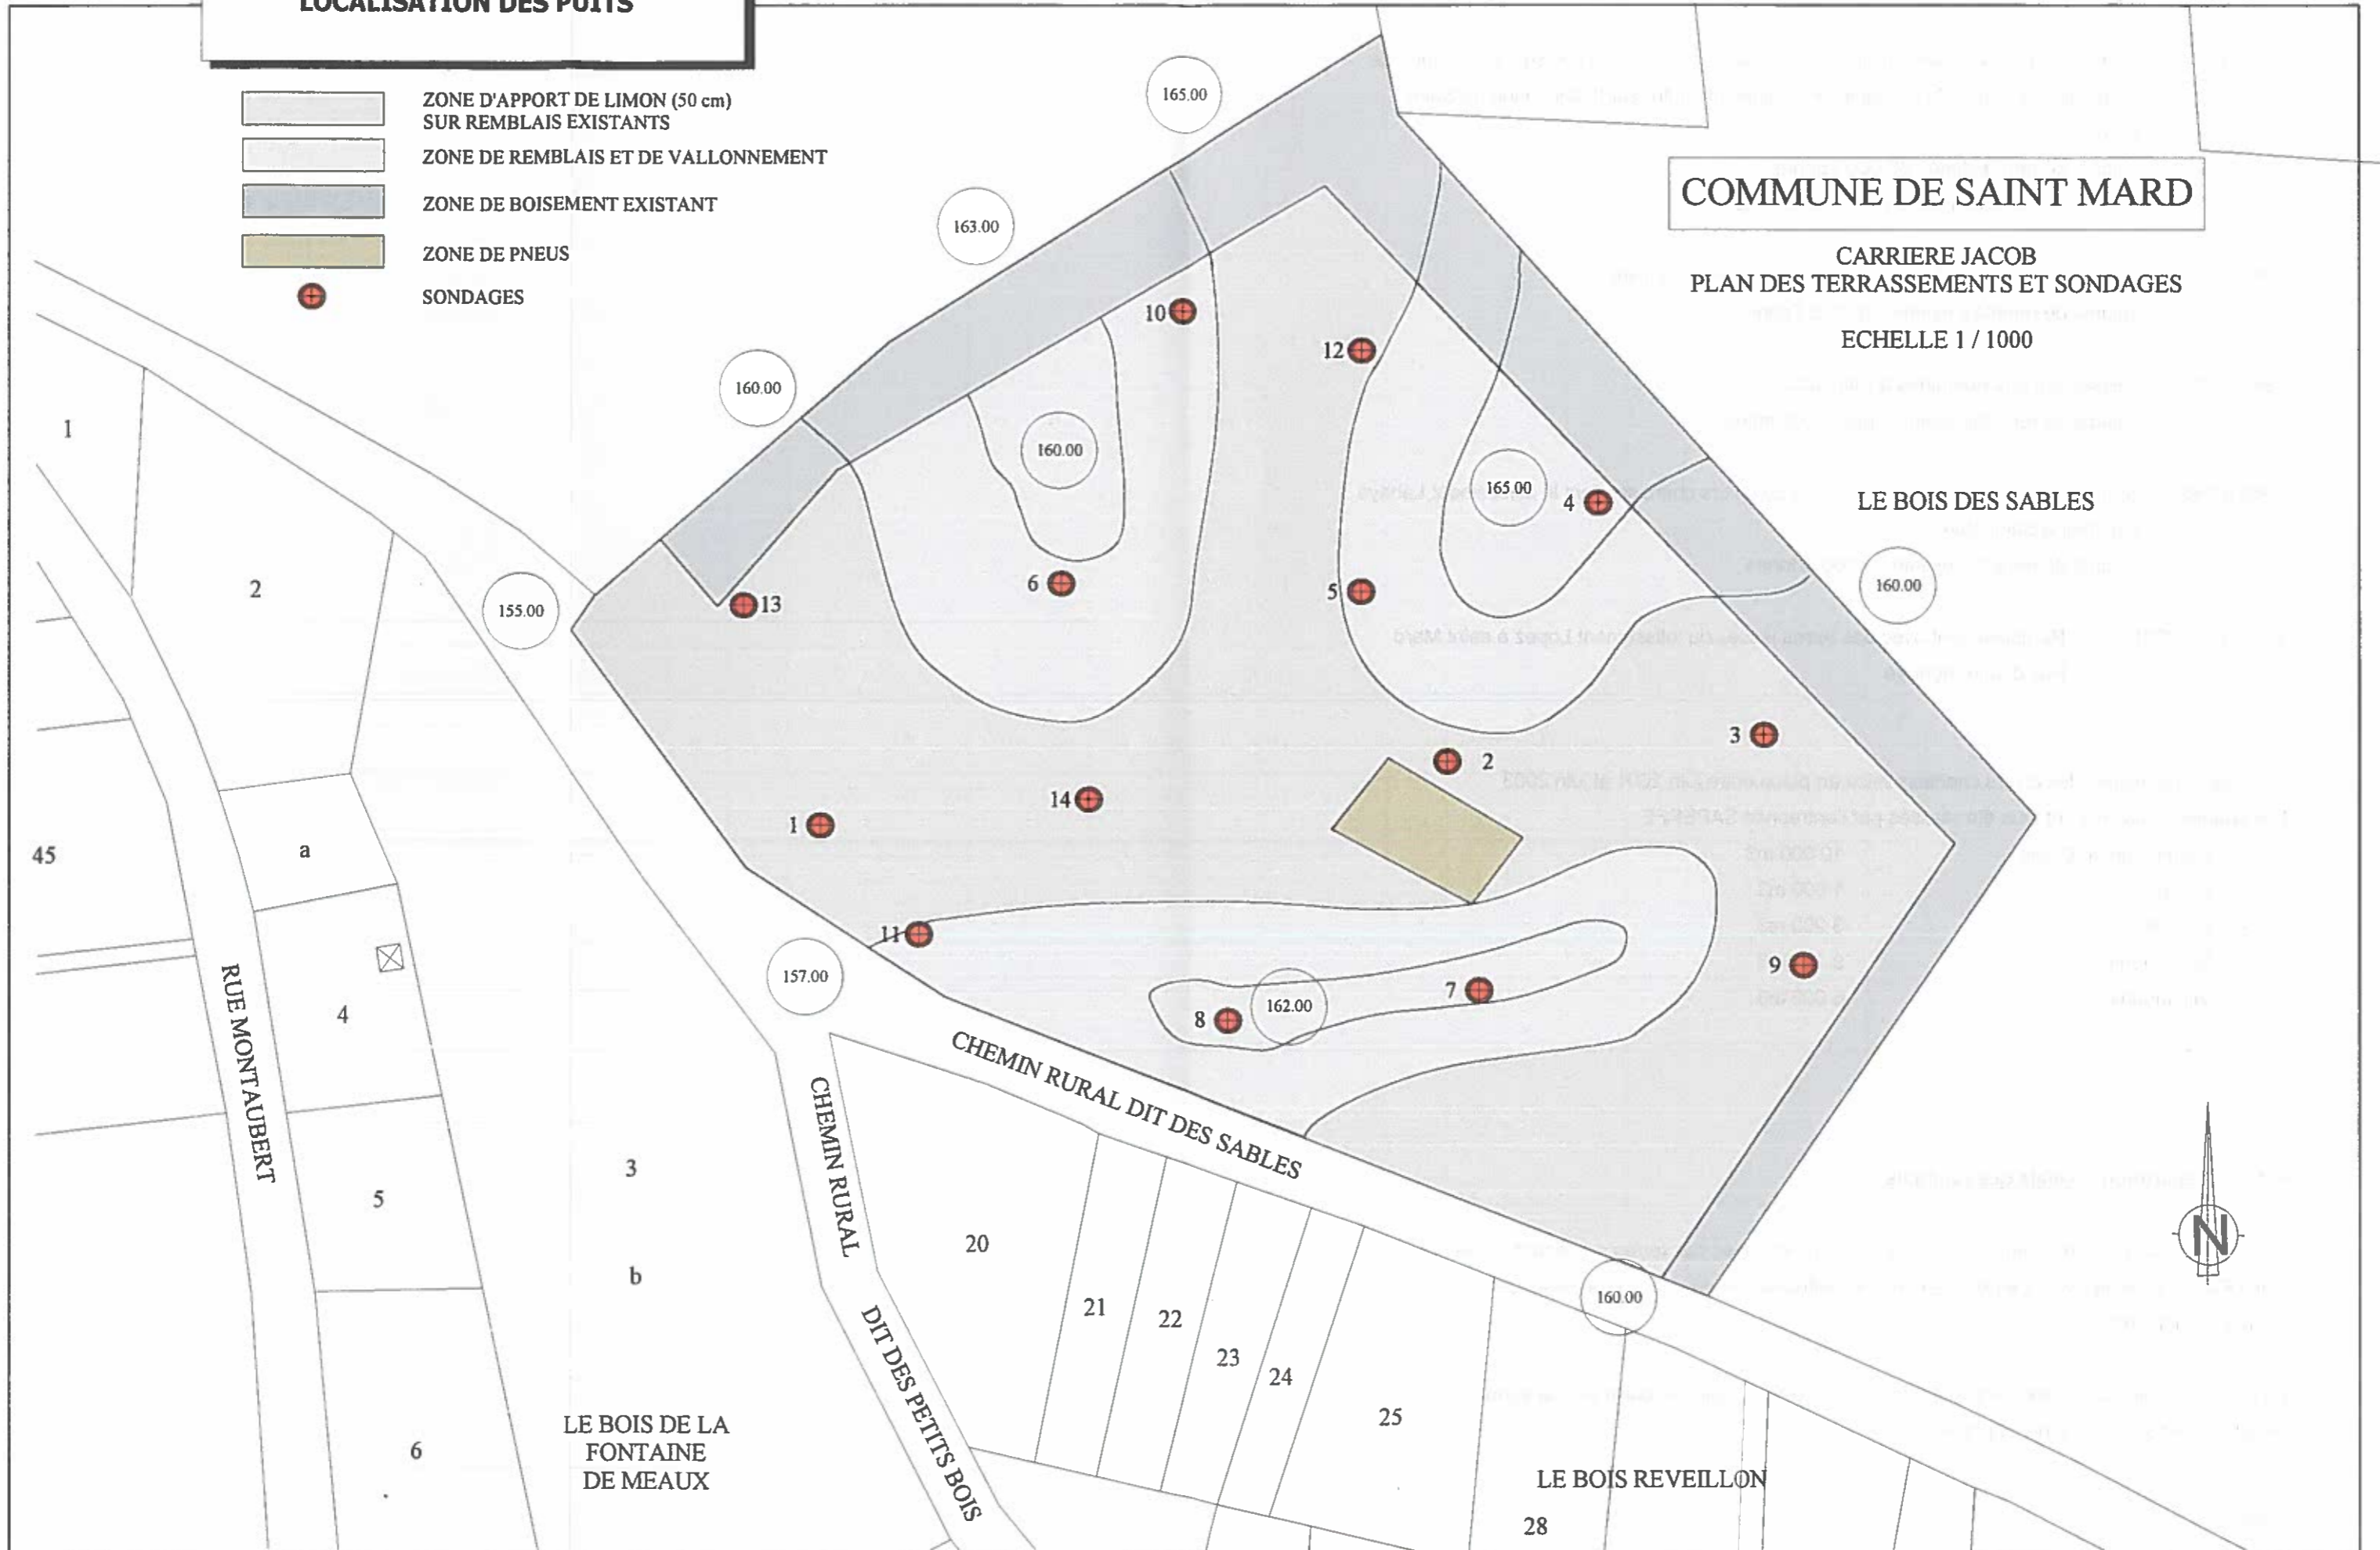 LOCALISATION DES PUITS
ZONE D'APPORT DE LIMON (50 cm)
SUR REMBLAIS EXISTANTS
ZONE DE REMBLAIS ET DE VALLONNEMENT
ZONE DE BOISEMENT EXISTANT
ZONE DE PNEUS
SONDAGES
COMMUNE DE SAINT MARD
CARRIERE JACOB
PLAN DES TERRASSEMENTS ET SONDAGES
ECHELLE 1 / 1000
165.00
163.00
160.00
155.00
157.00
160.00
165.00
162.00
160.00
160.00
10
12
4
6
5
13
3
2
14
1
11
9
7
8
LE BOIS DES SABLES
1
2
45
a
4
5
6
3
b
20
21
22
23
24
25
28
RUE MONTAUBERT
CHEMIN RURAL
DIT DES PETITS BOIS
CHEMIN RURAL DIT DES SABLES
LE BOIS DE LA
FONTAINE
DE MEAUX
LE BOIS REVEILLON
N